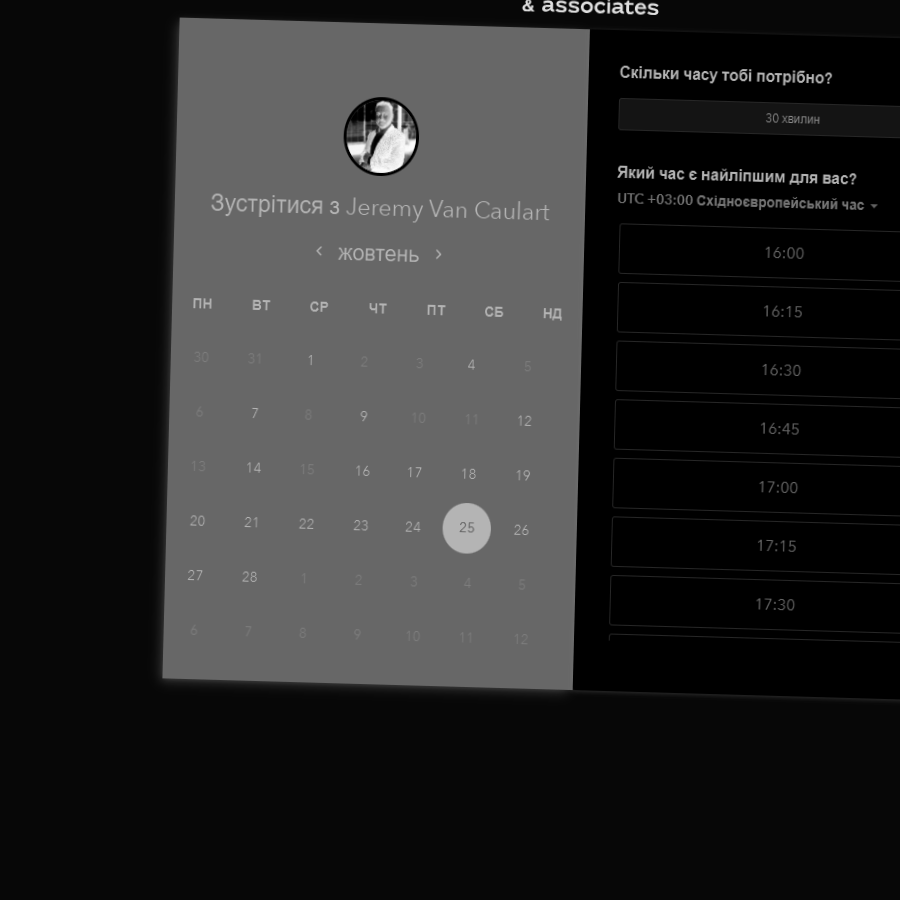 & associates
Зустрітися з Jeremy Van Caulart
жовтень
ПН ВТ СР ЧТ ПТ СБ НД
30 31 1 2 3 4 5
6 7 8 9 10 11 12
13 14 15 16 17 18 19
20 21 22 23 24 25 26
27 28 1 2 3 4 5
6 7 8 9 10 11 12
Скільки часу тобі потрібно?
30 хвилин
Який час є найліпшим для вас?
UTC +03:00 Східноєвропейський час
16:00
16:15
16:30
16:45
17:00
17:15
17:30